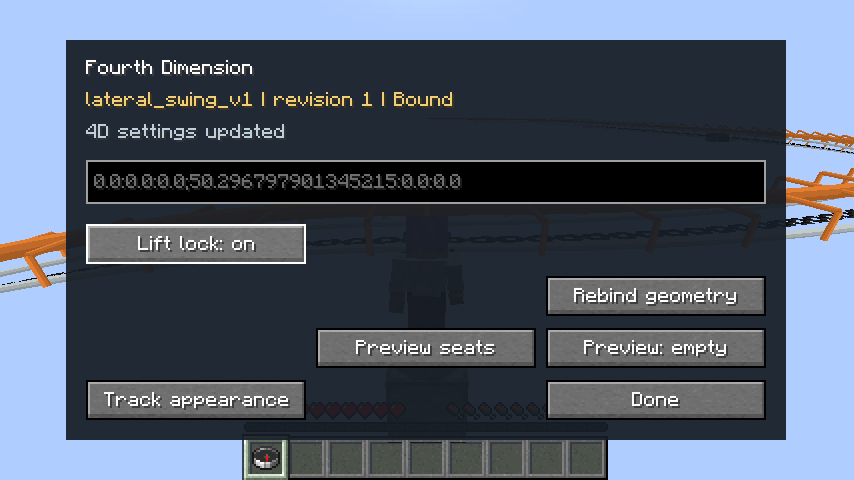 Fourth Dimension
lateral_swing_v1 | revision 1 | Bound
4D settings updated
0.0:0.0:0.0;50.296797901345215:0.0:0.0
Lift lock: on
Rebind geometry
Preview seats
Preview: empty
Track appearance
Done